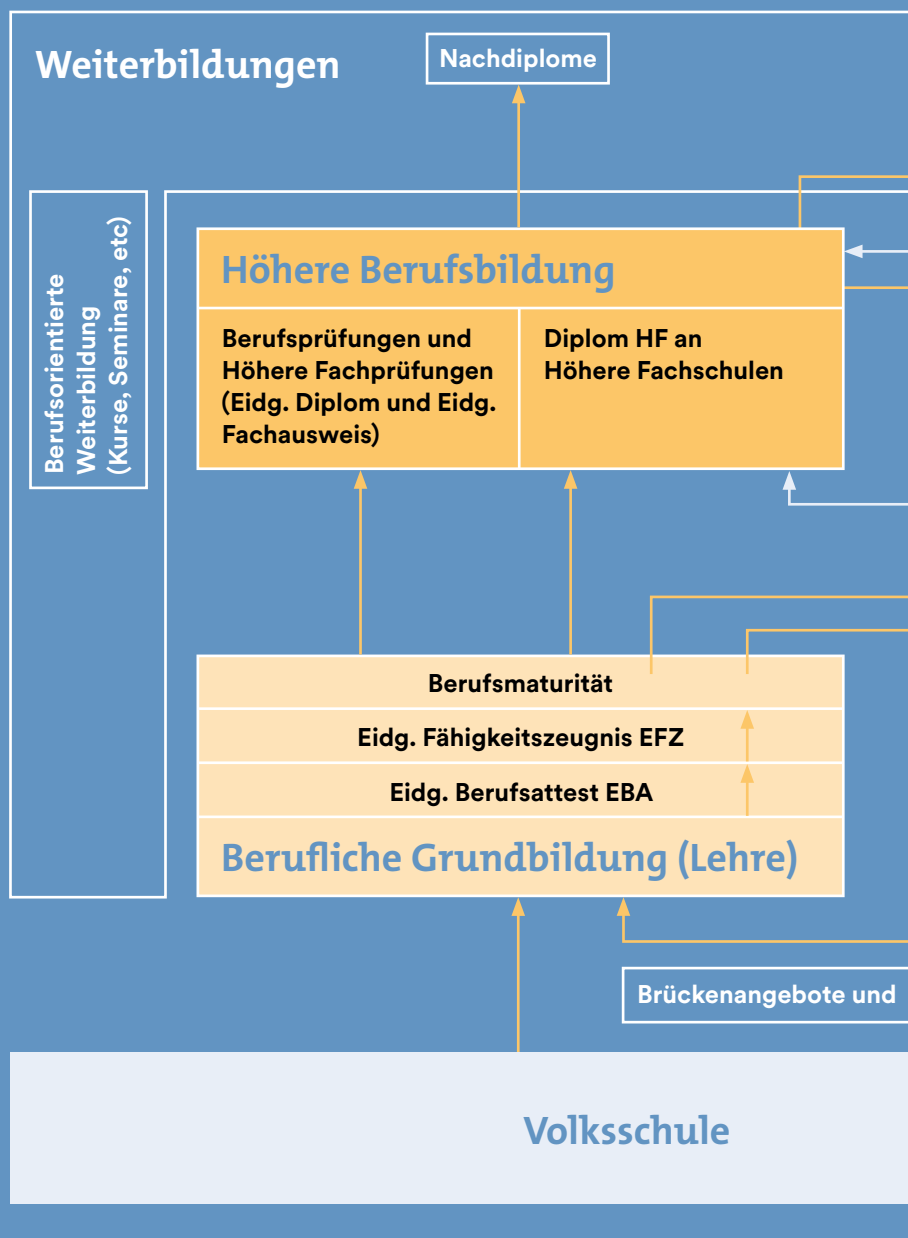 Weiterbildungen
Nachdiplome
Berufsorientierte
Weiterbildung
(Kurse, Seminare, etc)
Höhere Berufsbildung
Berufsprüfungen und
Höhere Fachprüfungen
(Eidg. Diplom und Eidg.
Fachausweis)
Diplom HF an
Höhere Fachschulen
Berufsmaturität
Eidg. Fähigkeitszeugnis EFZ
Eidg. Berufsattest EBA
Berufliche Grundbildung (Lehre)
Brückenangebote und
Volksschule